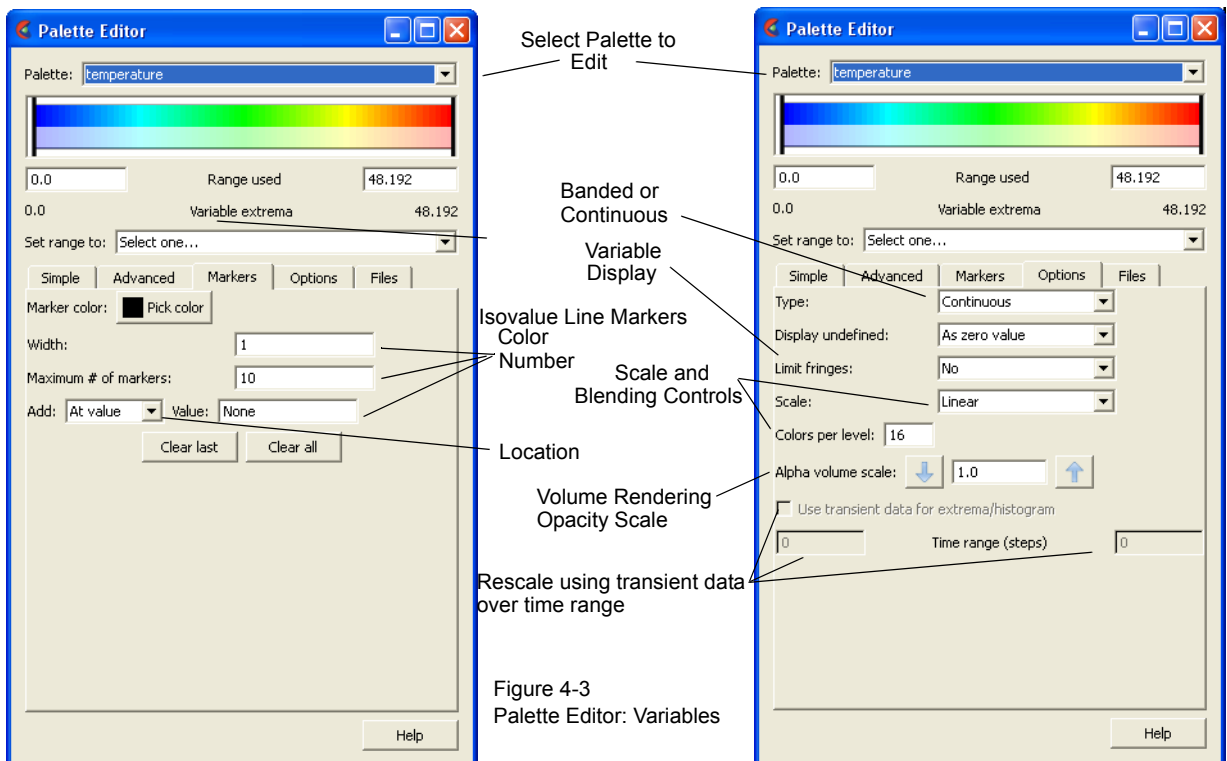 Palette Editor
Palette: temperature
0.0 Range used 48.192
0.0 Variable extrema 48.192
Set range to: Select one...
Simple Advanced Markers Options Files
Marker color: Pick color
Width: 1
Maximum # of markers: 10
Add: At value Value: None
Clear last Clear all
Help
Select Palette to
Edit
Banded or
Continuous
Variable
Display
Isovalue Line Markers
Color
Number
Scale and
Blending Controls
Location
Volume Rendering
Opacity Scale
Rescale using transient data
over time range
Figure 4-3
Palette Editor: Variables
Palette Editor
Palette: temperature
0.0 Range used 48.192
0.0 Variable extrema 48.192
Set range to: Select one...
Simple Advanced Markers Options Files
Type: Continuous
Display undefined: As zero value
Limit fringes: No
Scale: Linear
Colors per level: 16
Alpha volume scale: 1.0
Use transient data for extrema/histogram
0 Time range (steps) 0
Help